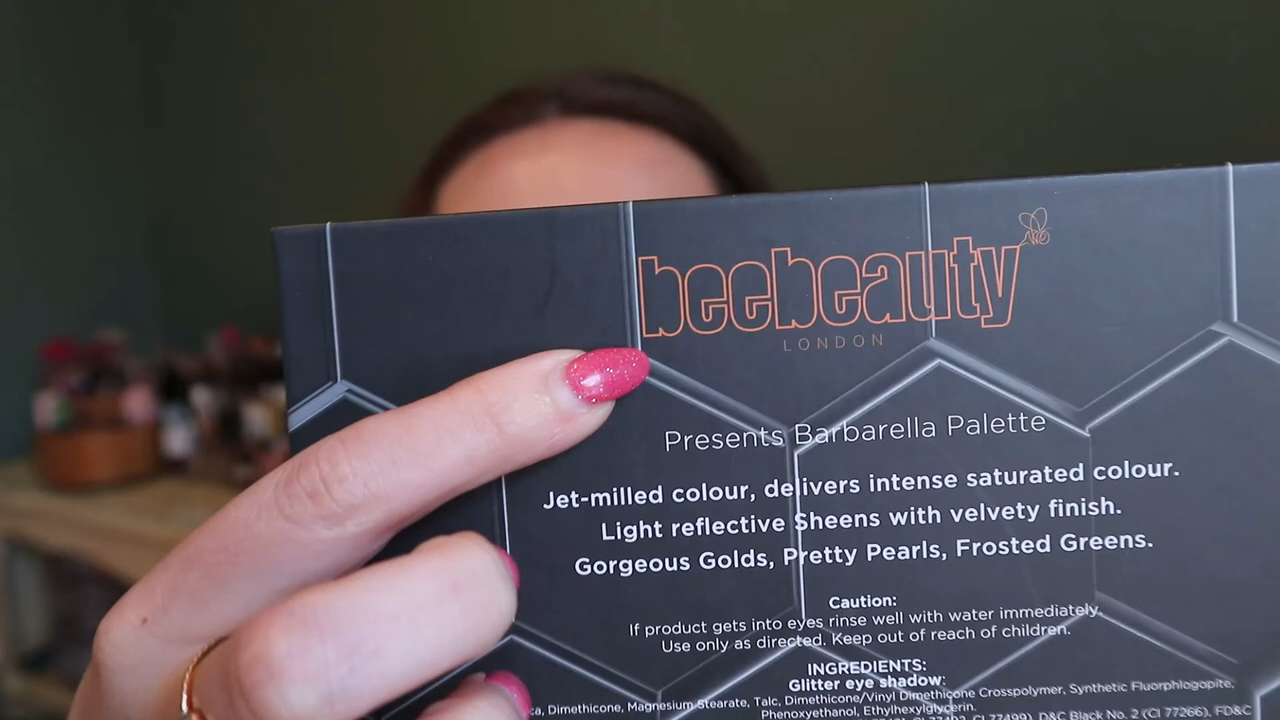 beebeauty
LONDON
Presents Barbarella Palette
Jet-milled colour, delivers intense saturated colour.
Light reflective Sheens with velvety finish.
Gorgeous Golds, Pretty Pearls, Frosted Greens.
Caution:
If product gets into eyes rinse well with water immediately.
Use only as directed. Keep out of reach of children.
INGREDIENTS:
Glitter eye shadow:
Dimethicone, Magnesium Stearate, Talc, Dimethicone/Vinyl Dimethicone Crosspolymer, Synthetic Fluorphlogopite,
Phenoxyethanol, Ethylhexylglycerin.
CI 77499), D&C Black No. 2 (CI 77266), FD&C